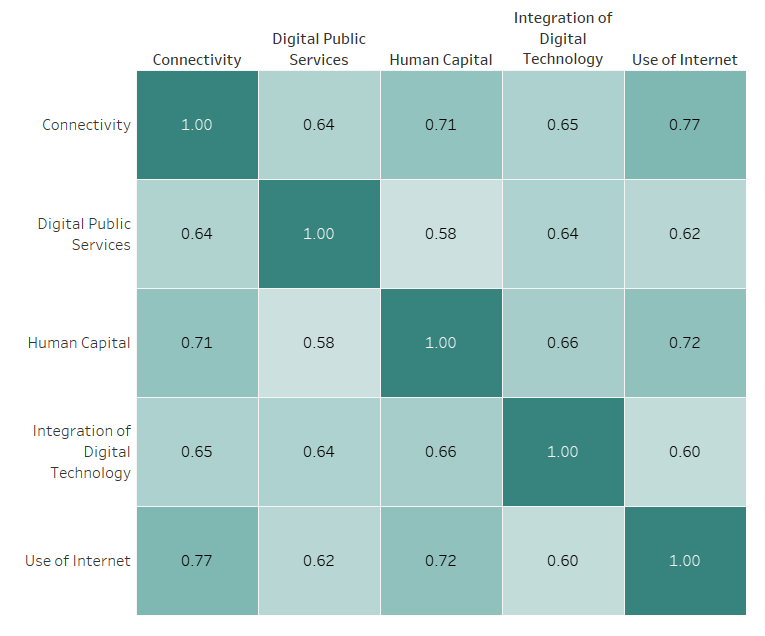 Connectivity
Digital Public
Services
Human Capital
Integration of
Digital
Technology
Use of Internet
Connectivity
1.00
0.64
0.71
0.65
0.77
Digital Public
Services
0.64
1.00
0.58
0.64
0.62
Human Capital
0.71
0.58
1.00
0.66
0.72
Integration of
Digital
Technology
0.65
0.64
0.66
1.00
0.60
Use of Internet
0.77
0.62
0.72
0.60
1.00